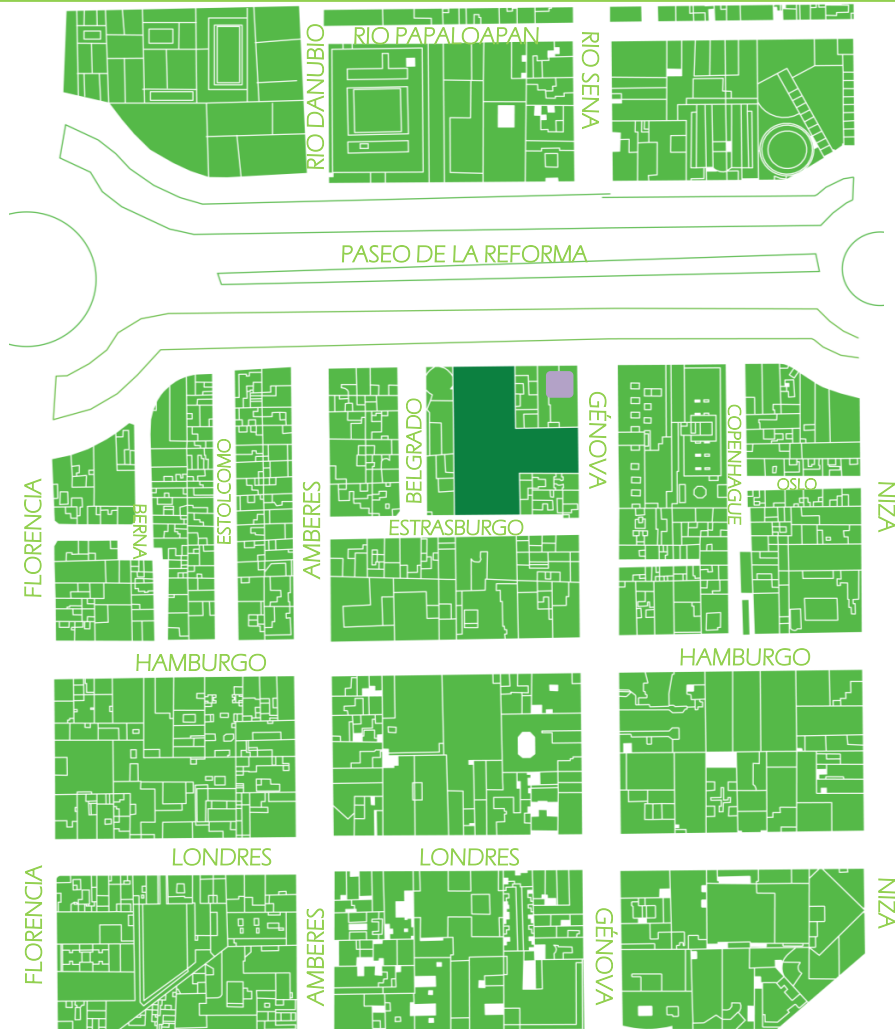 RIO PAPALOAPAN
RIO DANUBIO
RIO SENA
PASEO DE LA REFORMA
FLORENCIA
BERNA
ESTOLCOMO
AMBERES
BELGRADO
ESTRASBURGO
GÉNOVA
COPENHAGUE
OSLO
NIZA
HAMBURGO
HAMBURGO
LONDRES
LONDRES
FLORENCIA
AMBERES
GÉNOVA
NIZA